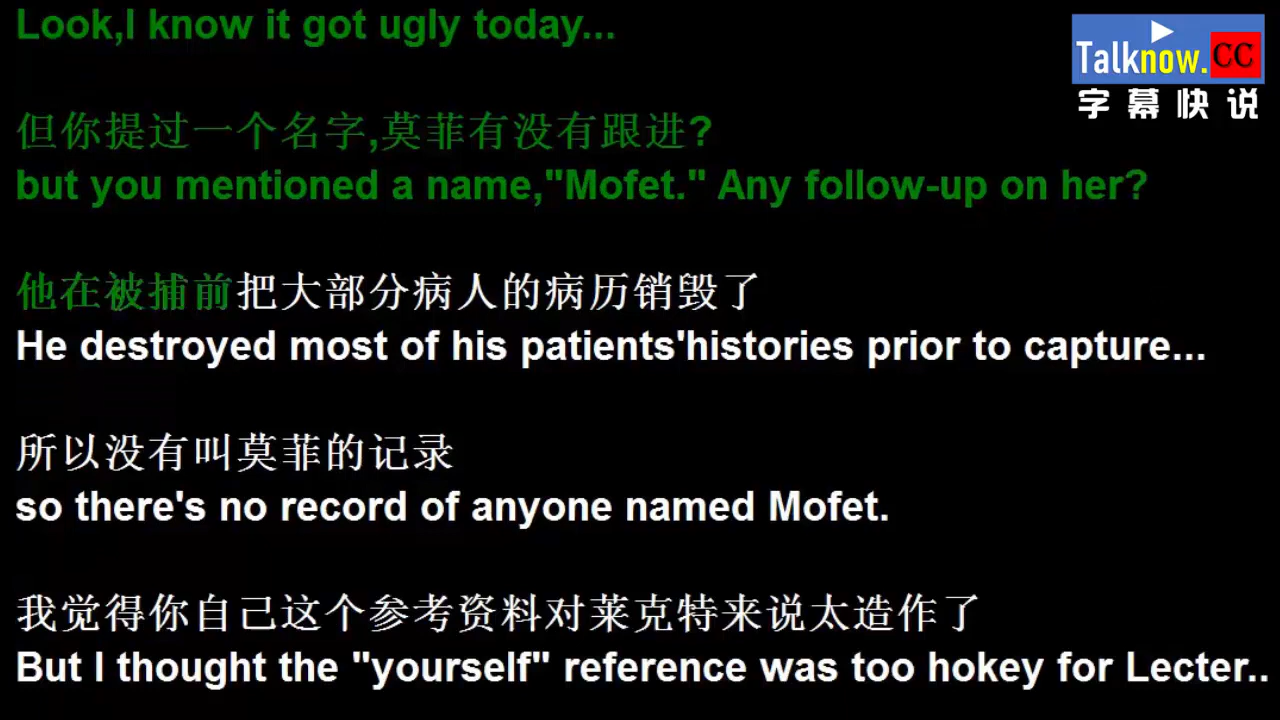 Look,I know it got ugly today...
Talknow.CC
字幕快说
但你提过一个名字,莫菲有没有跟进?
but you mentioned a name,"Mofet." Any follow-up on her?
他在被捕前把大部分病人的病历销毁了
He destroyed most of his patients'histories prior to capture...
所以没有叫莫菲的记录
so there's no record of anyone named Mofet.
我觉得你自己这个参考资料对莱克特来说太造作了
But I thought the "yourself" reference was too hokey for Lecter..